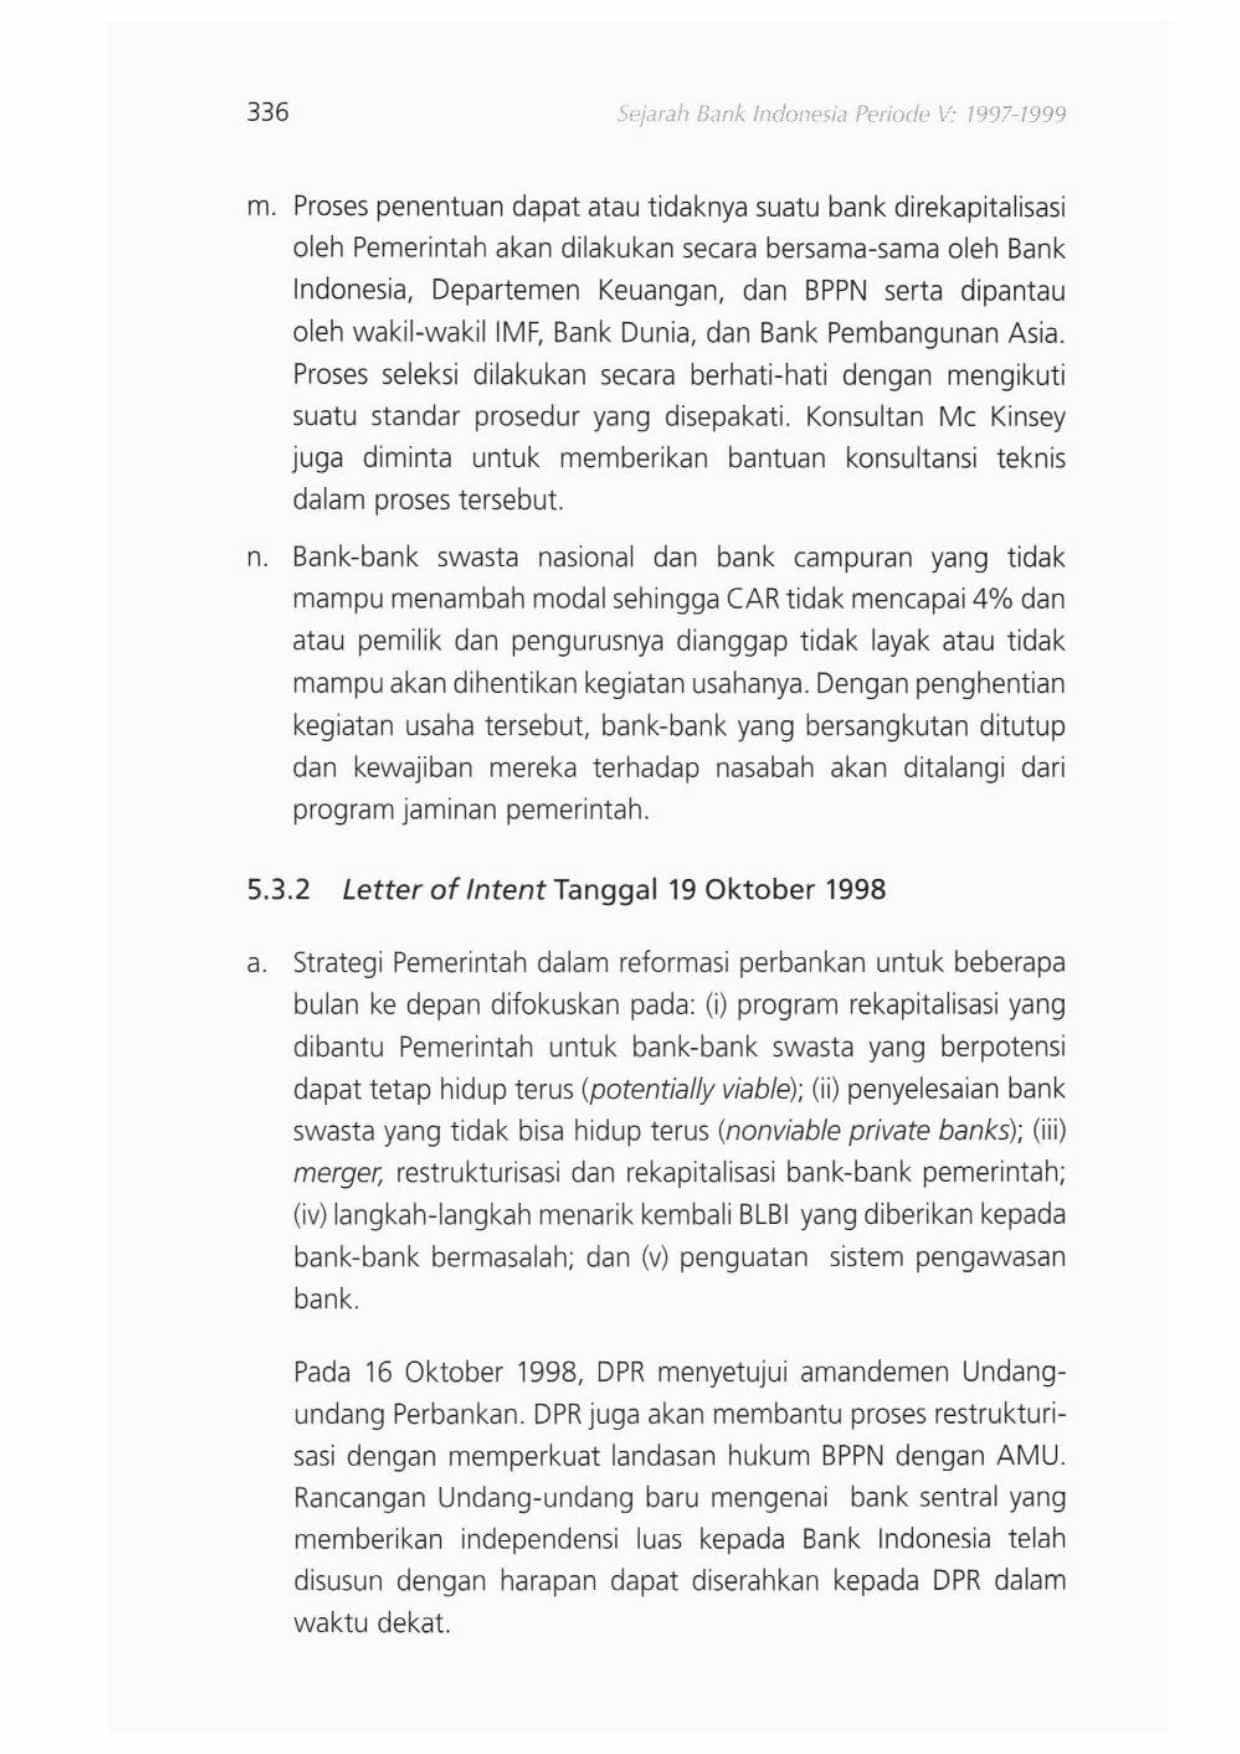 336
Sejarah Bank Indonesia Periode V: 1997-1999
m. Proses penentuan dapat atau tidaknya suatu bank direkapitalisasi
oleh Pemerintah akan dilakukan secara bersama-sama oleh Bank
Indonesia, Departemen Keuangan, dan BPPN serta dipantau
oleh wakil-wakil IMF, Bank Dunia, dan Bank Pembangunan Asia.
Proses seleksi dilakukan secara berhati-hati dengan mengikuti
suatu standar prosedur yang disepakati. Konsultan Mc Kinsey
juga diminta untuk memberikan bantuan konsultansi teknis
dalam proses tersebut.
n. Bank-bank swasta nasional dan bank campuran yang tidak
mampu menambah modal sehingga CAR tidak mencapai 4% dan
atau pemilik dan pengurusnya dianggap tidak layak atau tidak
mampu akan dihentikan kegiatan usahanya. Dengan penghentian
kegiatan usaha tersebut, bank-bank yang bersangkutan ditutup
dan kewajiban mereka terhadap nasabah akan ditalangi dari
program jaminan pemerintah.
5.3.2 Letter of Intent Tanggal 19 Oktober 1998
a. Strategi Pemerintah dalam reformasi perbankan untuk beberapa
bulan ke depan difokuskan pada: (i) program rekapitalisasi yang
dibantu Pemerintah untuk bank-bank swasta yang berpotensi
dapat tetap hidup terus (potentially viable); (ii) penyelesaian bank
swasta yang tidak bisa hidup terus (nonviable private banks); (iii)
merger, restrukturisasi dan rekapitalisasi bank-bank pemerintah;
(iv) langkah-langkah menarik kembali BLBI yang diberikan kepada
bank-bank bermasalah; dan (v) penguatan sistem pengawasan
bank.
Pada 16 Oktober 1998, DPR menyetujui amandemen Undang-
undang Perbankan. DPR juga akan membantu proses restrukturi-
sasi dengan memperkuat landasan hukum BPPN dengan AMU.
Rancangan Undang-undang baru mengenai bank sentral yang
memberikan independensi luas kepada Bank Indonesia telah
disusun dengan harapan dapat diserahkan kepada DPR dalam
waktu dekat.